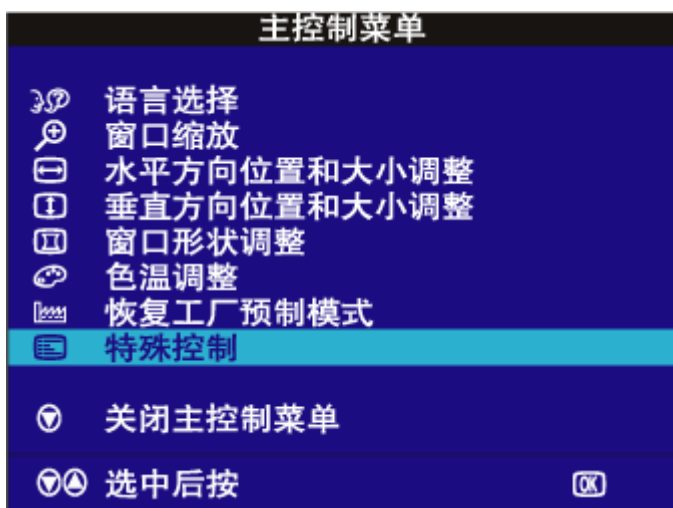 主控制菜单
语言选择
窗口缩放
水平方向位置和大小调整
垂直方向位置和大小调整
窗口形状调整
色温调整
恢复工厂预制模式
特殊控制
关闭主控制菜单
选中后按 OK